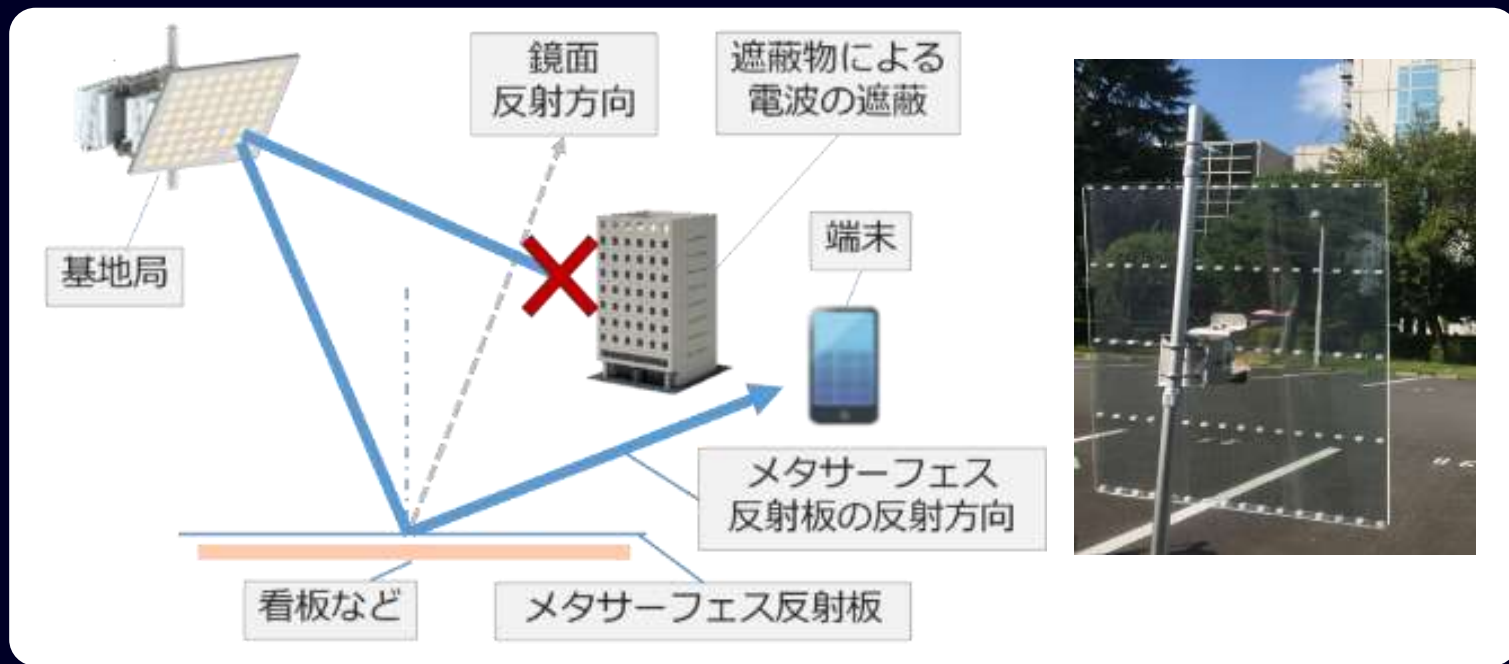 鏡面
反射方向
遮蔽物による
電波の遮蔽
基地局
端末
メタサーフェス
反射板の反射方向
看板など
メタサーフェス反射板